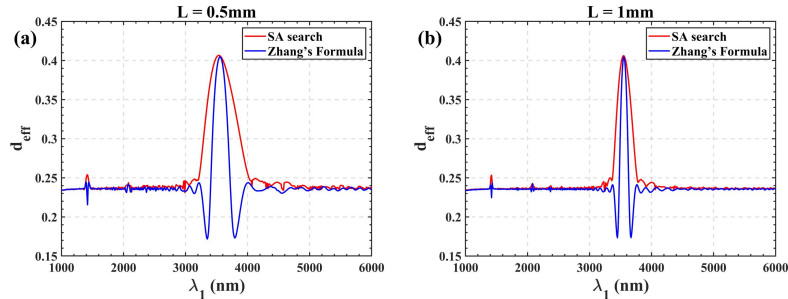 L = 0.5mm
(a)
SA search
Zhang's Formula
0.45
0.4
0.35
0.3
0.25
0.2
0.15
d_eff
1000 2000 3000 4000 5000 6000
λ₁ (nm)
L = 1mm
(b)
SA search
Zhang's Formula
0.45
0.4
0.35
0.3
0.25
0.2
0.15
d_eff
1000 2000 3000 4000 5000 6000
λ₁ (nm)